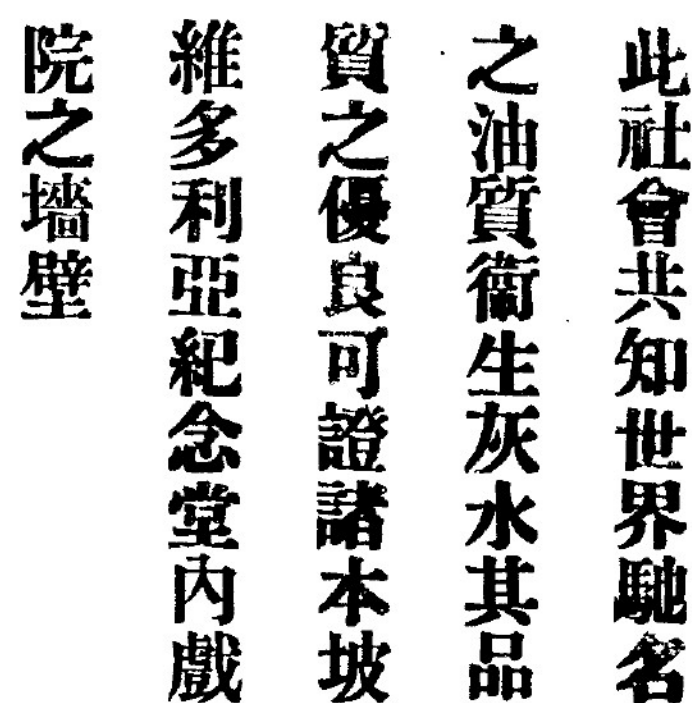 此社會共知世界馳名
之油質衞生灰水其品
質之優良可證諸本坡
維多利亞紀念堂內戲
院之墻壁